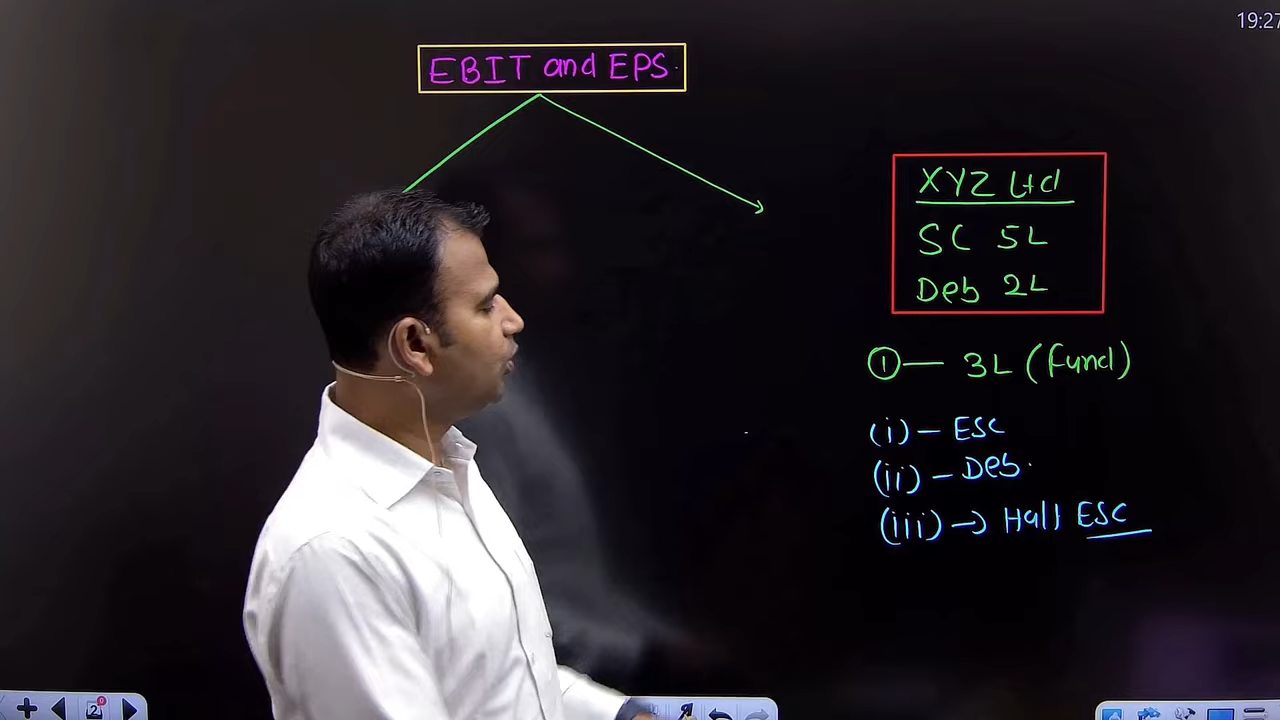 19:27
EBIT and EPS.
XYZ Ltd
SC 5L
Deb 2L
① — 3L (Fund)
(i) – ESC
(ii) – Deb.
(iii) → Half ESC
2